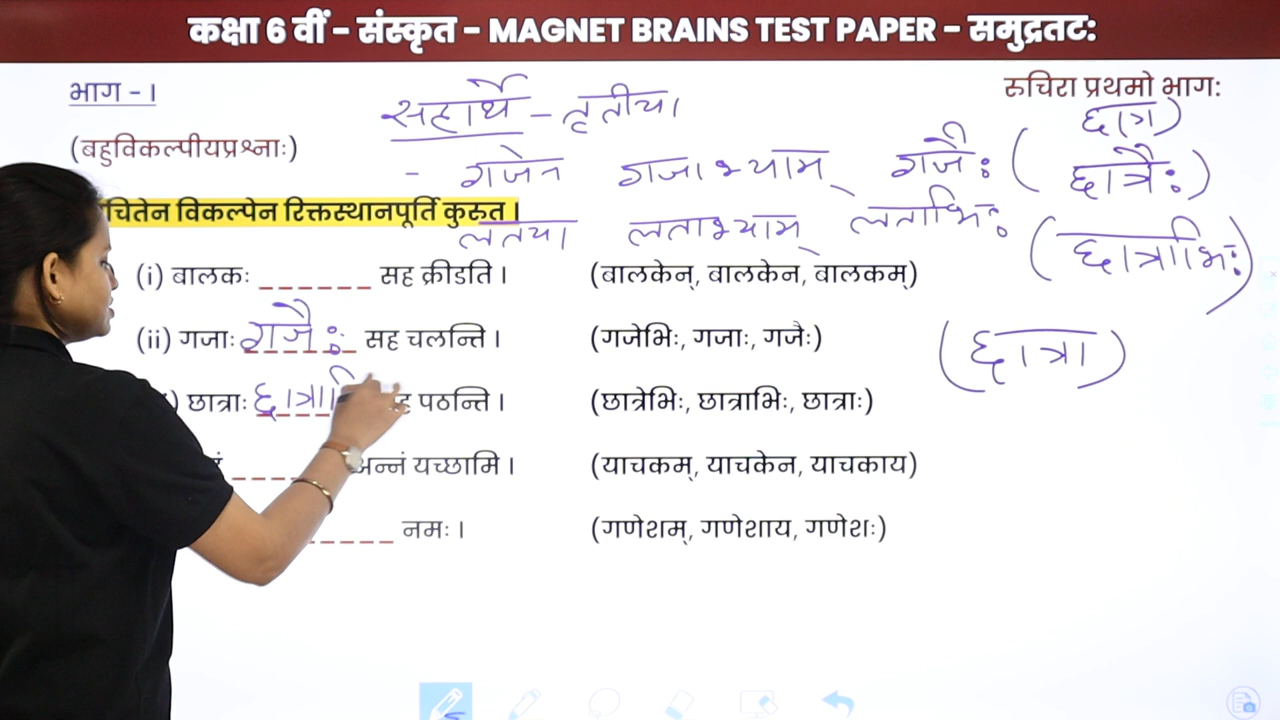 कक्षा 6 वीं - संस्कृत - MAGNET BRAINS TEST PAPER - समुद्रतट:
भाग - I
रुचिरा प्रथमो भाग:
सहार्थे - तृतीया
(छात्र)
(बहुविकल्पीयप्रश्नाः)
- गजेन गजाभ्याम् गजैः (छात्रैः)
चितेन विकल्पेन रिक्तस्थानपूर्ति कुरुत।
लतया लताभ्याम् लताभिः (छात्राभिः)
(i) बालकः ______ सह क्रीडति। (बालकेन्, बालकेन, बालकम्)
(ii) गजाः गजैः सह चलन्ति। (गजेभिः, गजाः, गजैः)
(छात्रा)
) छात्राः छात्राभि ह पठन्ति। (छात्रेभिः, छात्राभिः, छात्राः)
______ अन्नं यच्छामि। (याचकम्, याचकेन, याचकाय)
_____ नमः। (गणेशम्, गणेशाय, गणेशः)